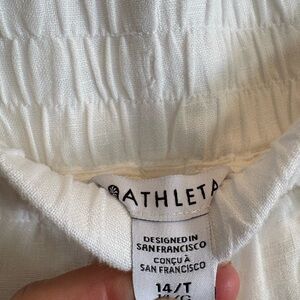 ATHLETA
DESIGNED IN
SAN FRANCISCO
CONÇU À
SAN FRANCISCO
14/T